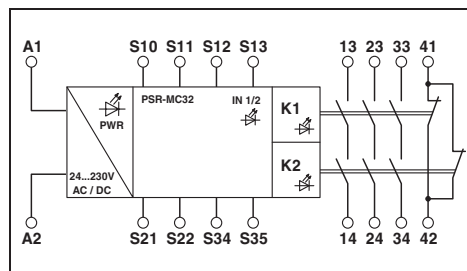 A1 S10 S11 S12 S13 13 23 33 41
PSR-MC32 IN 1/2 K1
PWR
K2
24...230V
AC / DC
A2 S21 S22 S34 S35 14 24 34 42